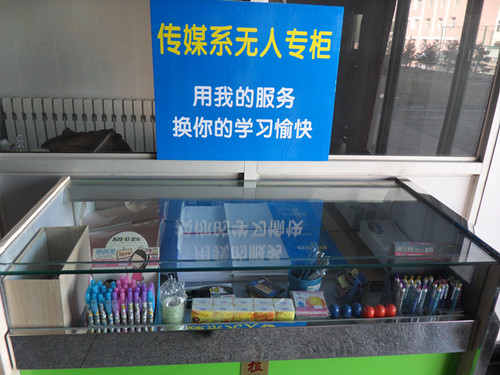 传媒系无人专柜
用我的服务
换你的学习愉快
拉